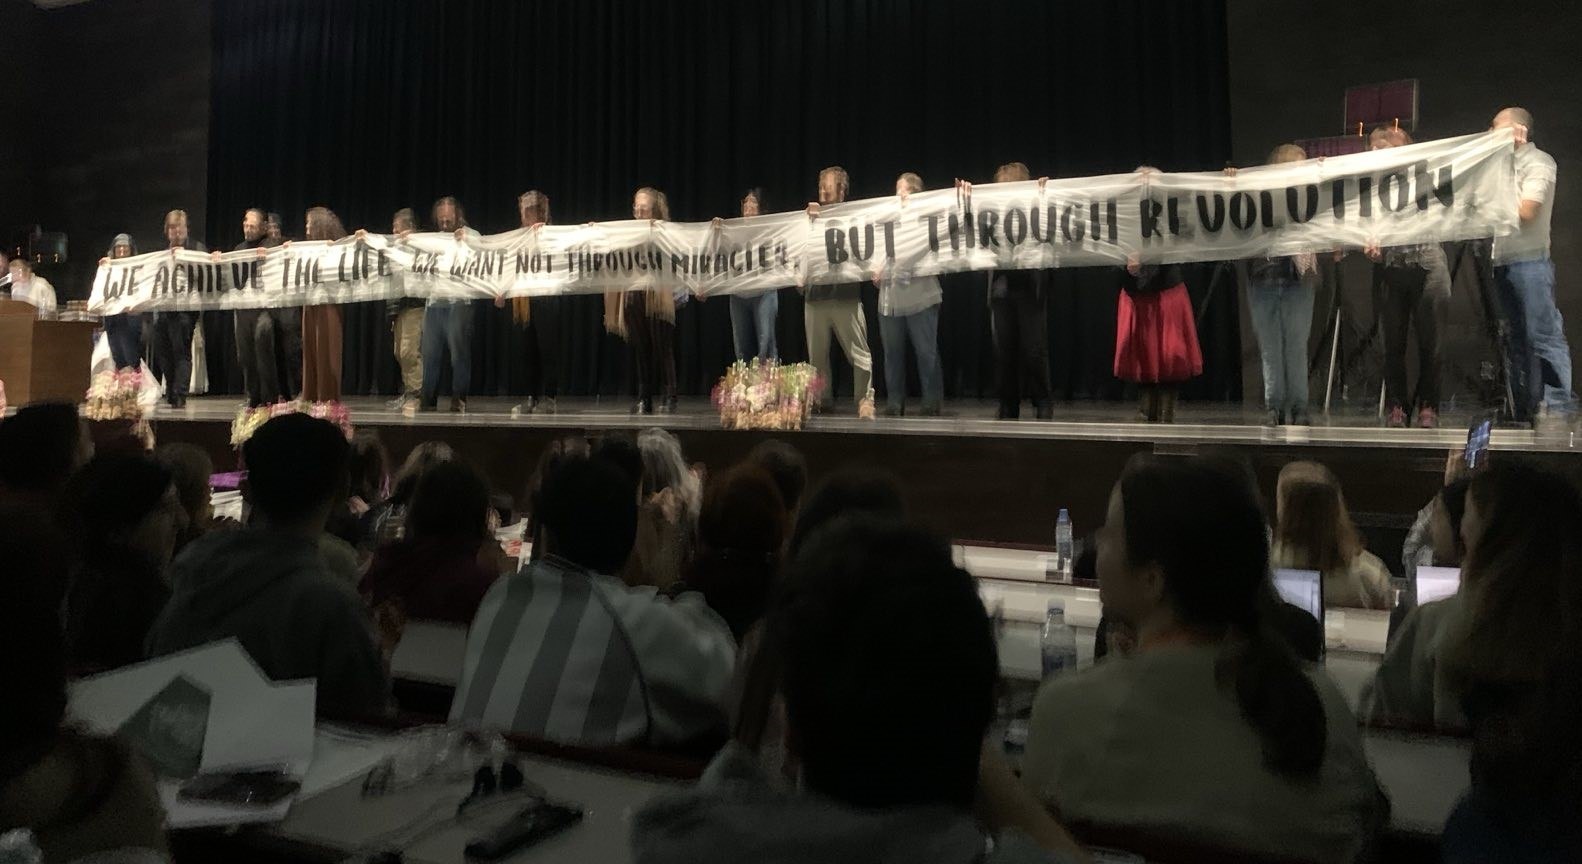 WE ACHIEVE THE LIFE WE WANT NOT THROUGH MIRACLES, BUT THROUGH REVOLUTION.